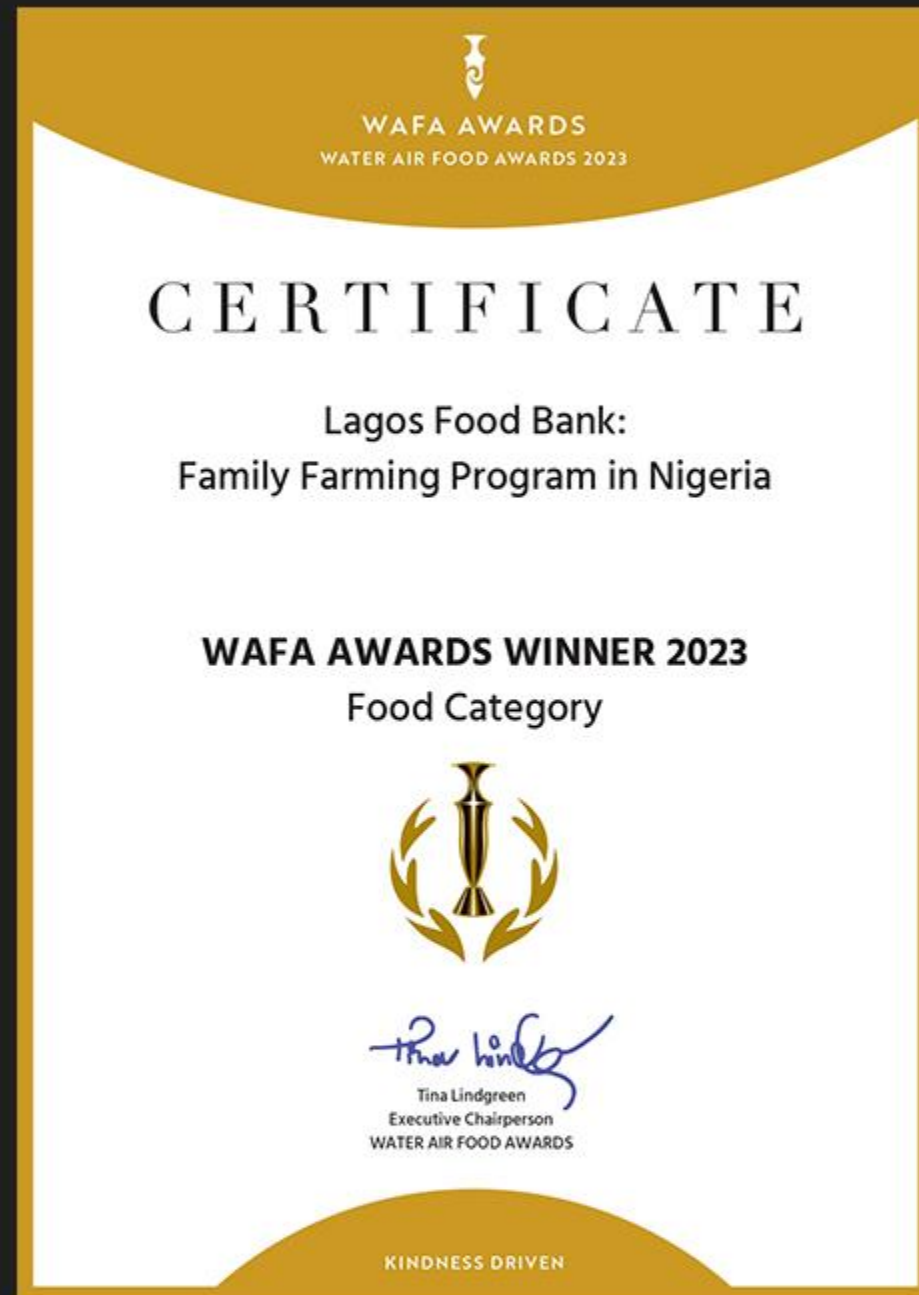 WAFA AWARDS
WATER AIR FOOD AWARDS 2023
CERTIFICATE
Lagos Food Bank:
Family Farming Program in Nigeria
WAFA AWARDS WINNER 2023
Food Category
Tina Lindgreen
Executive Chairperson
WATER AIR FOOD AWARDS
KINDNESS DRIVEN